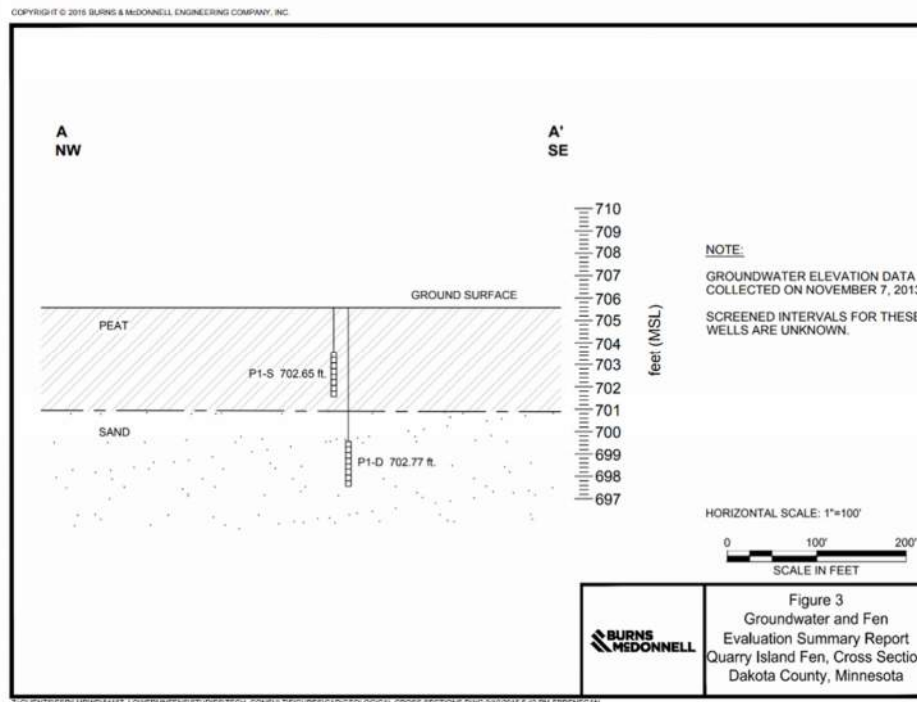 COPYRIGHT © 2015 BURNS & McDONNELL ENGINEERING COMPANY, INC.
A
NW
A'
SE
710
709
708
707
706
705
704
703
702
701
700
699
698
697
feet (MSL)
GROUND SURFACE
PEAT
P1-S 702.65 ft.
SAND
P1-D 702.77 ft.
NOTE:
GROUNDWATER ELEVATION DATA
COLLECTED ON NOVEMBER 7, 2013
SCREENED INTERVALS FOR THESE
WELLS ARE UNKNOWN.
HORIZONTAL SCALE: 1"=100'
0 100' 200'
SCALE IN FEET
BURNS
McDONNELL
Figure 3
Groundwater and Fen
Evaluation Summary Report
Quarry Island Fen, Cross Sectio
Dakota County, Minnesota